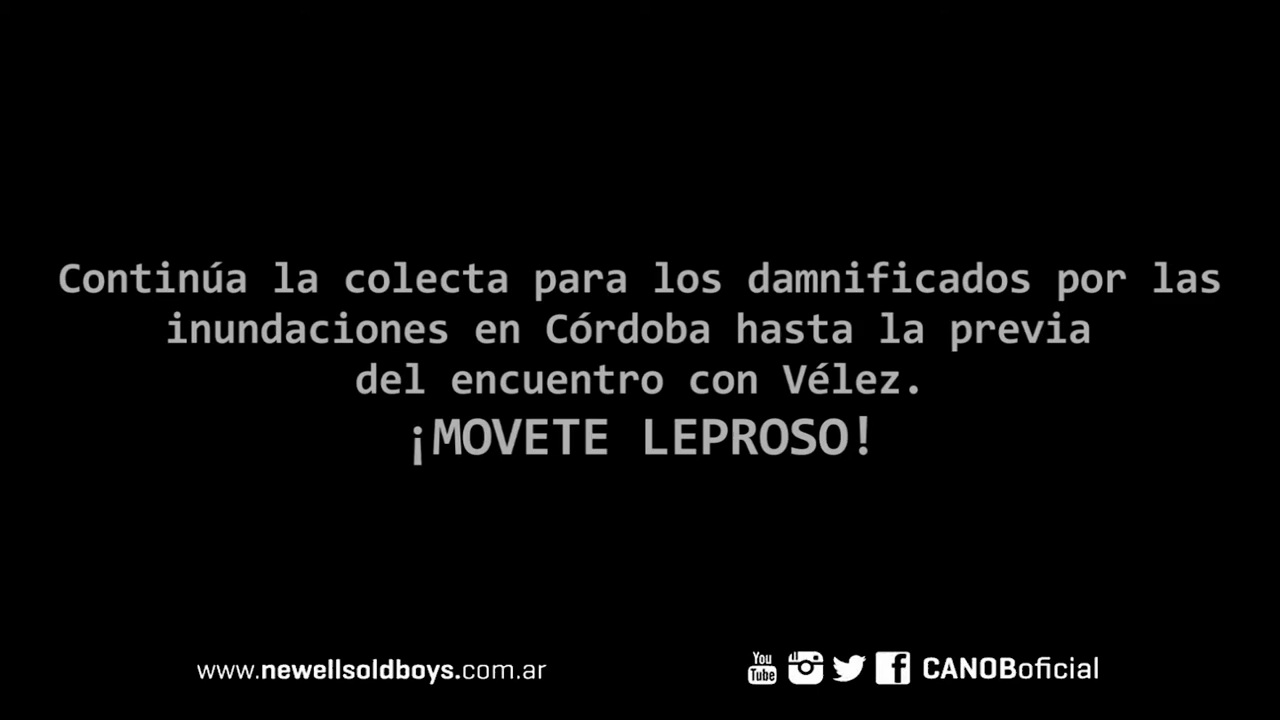 Continúa la colecta para los damnificados por las
inundaciones en Córdoba hasta la previa
del encuentro con Vélez.
¡MOVETE LEPROSO!
www.newellsoldboys.com.ar
You Tube CANOBoficial